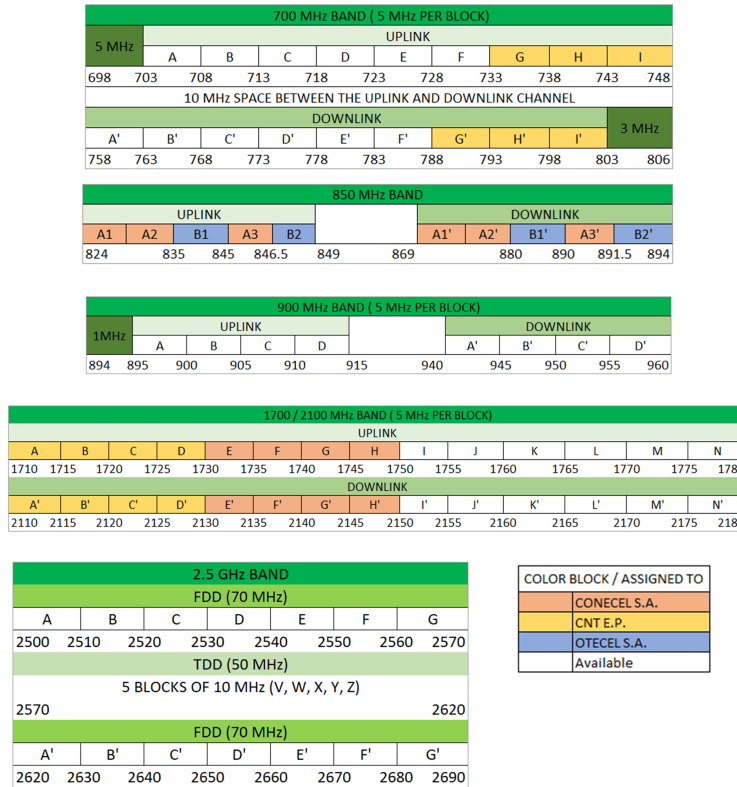 700 MHz BAND ( 5 MHz PER BLOCK)
5 MHz
UPLINK
A B C D E F G H I
698 703 708 713 718 723 728 733 738 743 748
10 MHz SPACE BETWEEN THE UPLINK AND DOWNLINK CHANNEL
DOWNLINK
3 MHz
A' B' C' D' E' F' G' H' I'
758 763 768 773 778 783 788 793 798 803 806
850 MHz BAND
UPLINK DOWNLINK
A1 A2 B1 A3 B2 A1' A2' B1' A3' B2'
824 835 845 846.5 849 869 880 890 891.5 894
900 MHz BAND ( 5 MHz PER BLOCK)
1MHz
UPLINK DOWNLINK
A B C D A' B' C' D'
894 895 900 905 910 915 940 945 950 955 960
1700 / 2100 MHz BAND ( 5 MHz PER BLOCK)
UPLINK
A B C D E F G H I J K L M N
1710 1715 1720 1725 1730 1735 1740 1745 1750 1755 1760 1765 1770 1775 178
DOWNLINK
A' B' C' D' E' F' G' H' I' J' K' L' M' N'
2110 2115 2120 2125 2130 2135 2140 2145 2150 2155 2160 2165 2170 2175 218
2.5 GHz BAND
FDD (70 MHz)
A B C D E F G
2500 2510 2520 2530 2540 2550 2560 2570
TDD (50 MHz)
5 BLOCKS OF 10 MHz (V, W, X, Y, Z)
2570 2620
FDD (70 MHz)
A' B' C' D' E' F' G'
2620 2630 2640 2650 2660 2670 2680 2690
COLOR BLOCK / ASSIGNED TO
CONECEL S.A.
CNT E.P.
OTECEL S.A.
Available